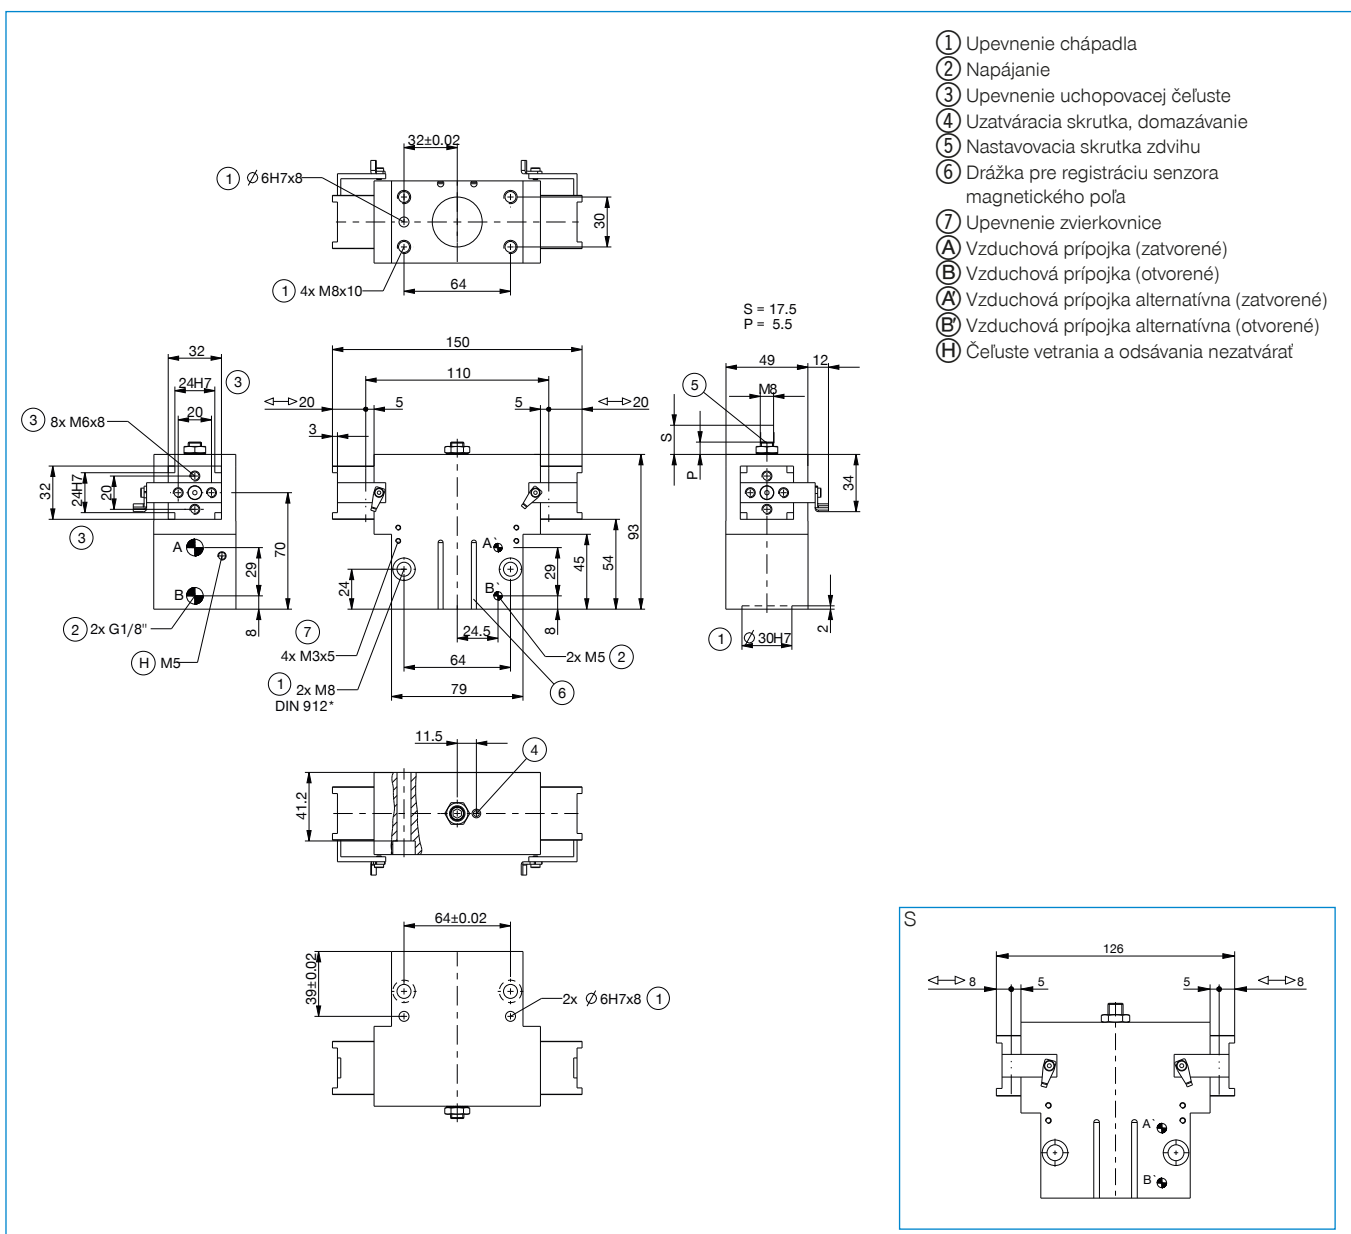 ① Upevnenie chápadla
② Napájanie
③ Upevnenie uchopovacej čeľuste
④ Uzatváracia skrutka, domazávanie
⑤ Nastavovacia skrutka zdvihu
⑥ Drážka pre registráciu senzora
magnetického poľa
⑦ Upevnenie zvierkovnice
Ⓐ Vzduchová prípojka (zatvorené)
Ⓑ Vzduchová prípojka (otvorené)
A' Vzduchová prípojka alternatívna (zatvorené)
B' Vzduchová prípojka alternatívna (otvorené)
Ⓗ Čeľuste vetrania a odsávania nezatvárať
32±0.02
① Ø 6H7x8
30
① 4x M8x10
64
S = 17.5
P = 5.5
32
24H7
③
20
③ 8x M6x8
32
24H7
20
③
A
70
29
B
② 2x G1/8"
8
Ⓗ M5
150
110
20
5
5
20
3
A`
93
54
45
29
24
B`
8
24.5
⑦
4x M3x5
64
2x M5 ②
① 2x M8
DIN 912*
79
⑥
49
12
⑤
M8
S
P
34
① Ø 30H7
2
11.5
④
41.2
64±0.02
39±0.02
2x Ø 6H7x8 ①
S
126
8
5
5
8
A`
B`